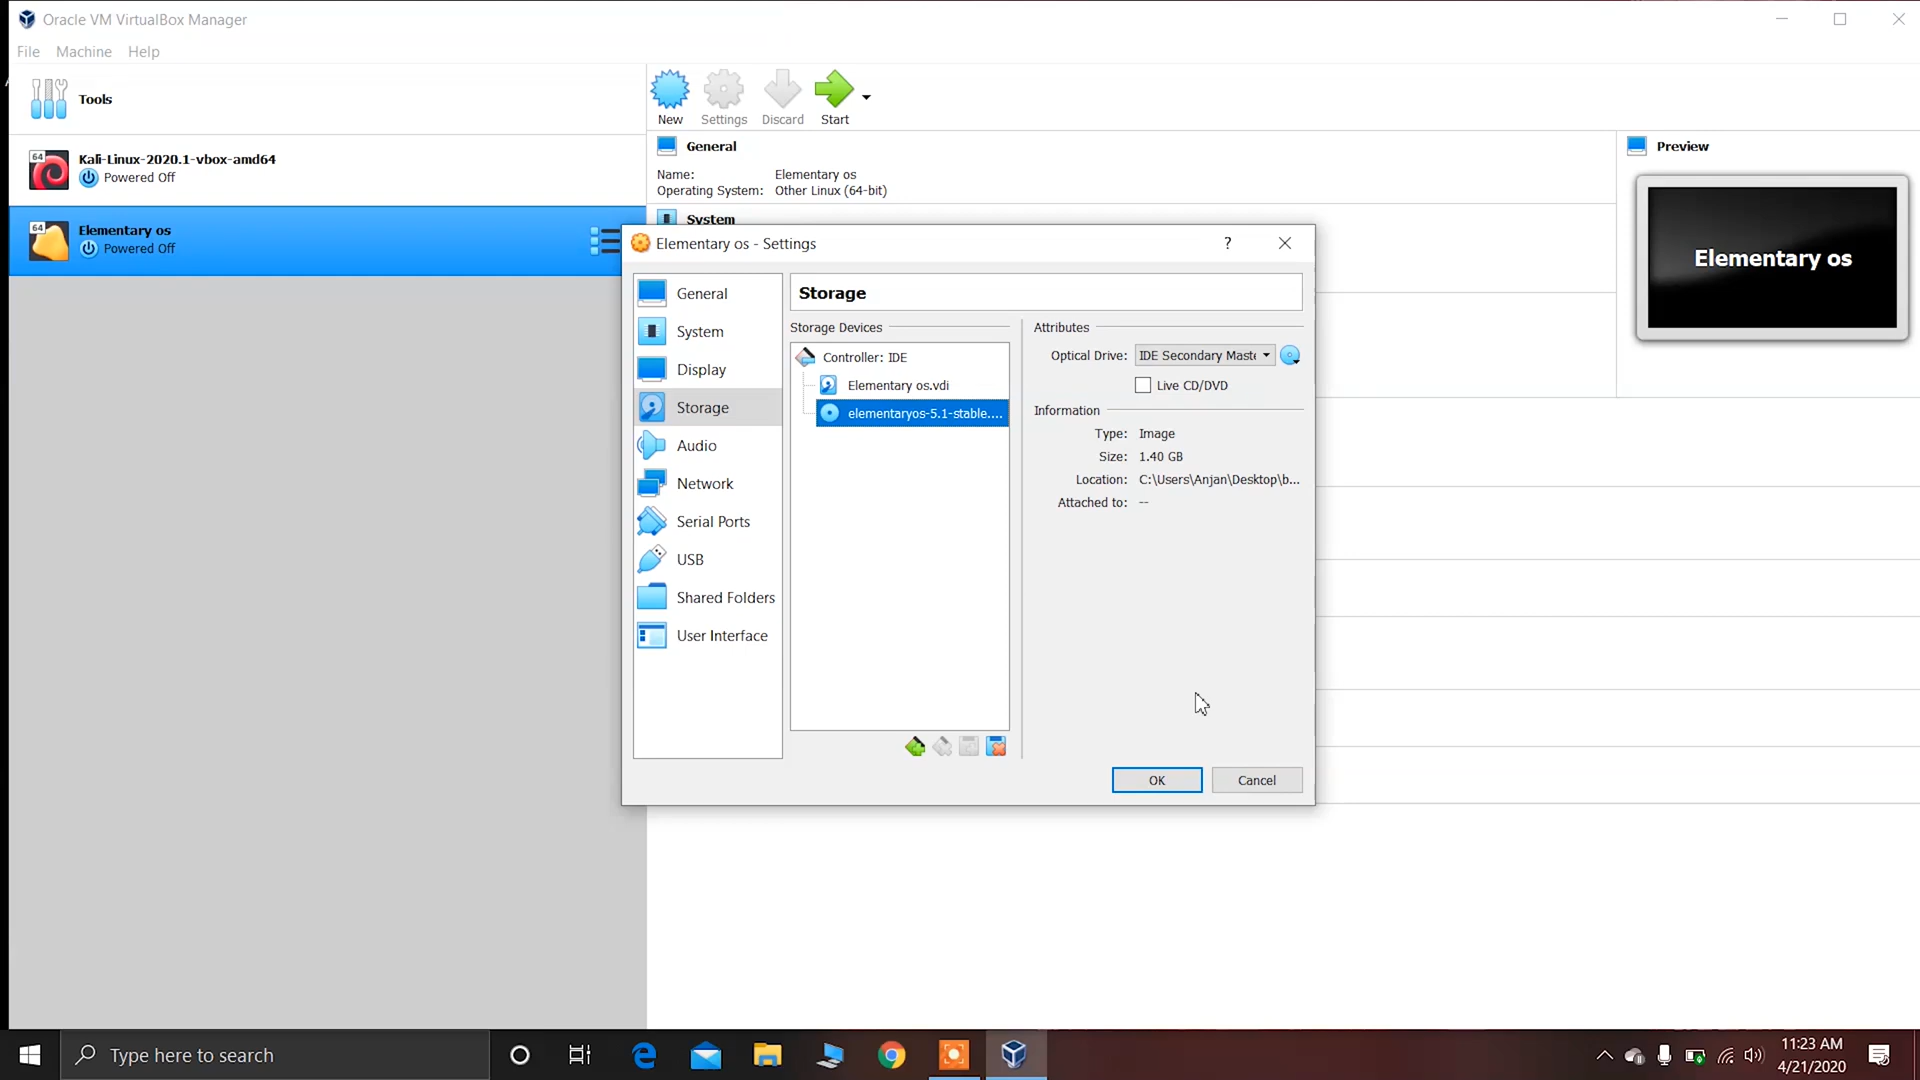 Oracle VM VirtualBox Manager
File Machine Help
Tools
New Settings Discard Start
64 Kali-Linux-2020.1-vbox-amd64
Powered Off
64 Elementary os
Powered Off
General
Name: Elementary os
Operating System: Other Linux (64-bit)
System
Preview
Elementary os
Elementary os - Settings ?
General
System
Display
Storage
Audio
Network
Serial Ports
USB
Shared Folders
User Interface
Storage
Storage Devices
Controller: IDE
Elementary os.vdi
elementaryos-5.1-stable....
Attributes
Optical Drive: IDE Secondary Maste
Live CD/DVD
Information
Type: Image
Size: 1.40 GB
Location: C:\Users\Anjan\Desktop\b...
Attached to: --
OK Cancel
Type here to search
11:23 AM
4/21/2020